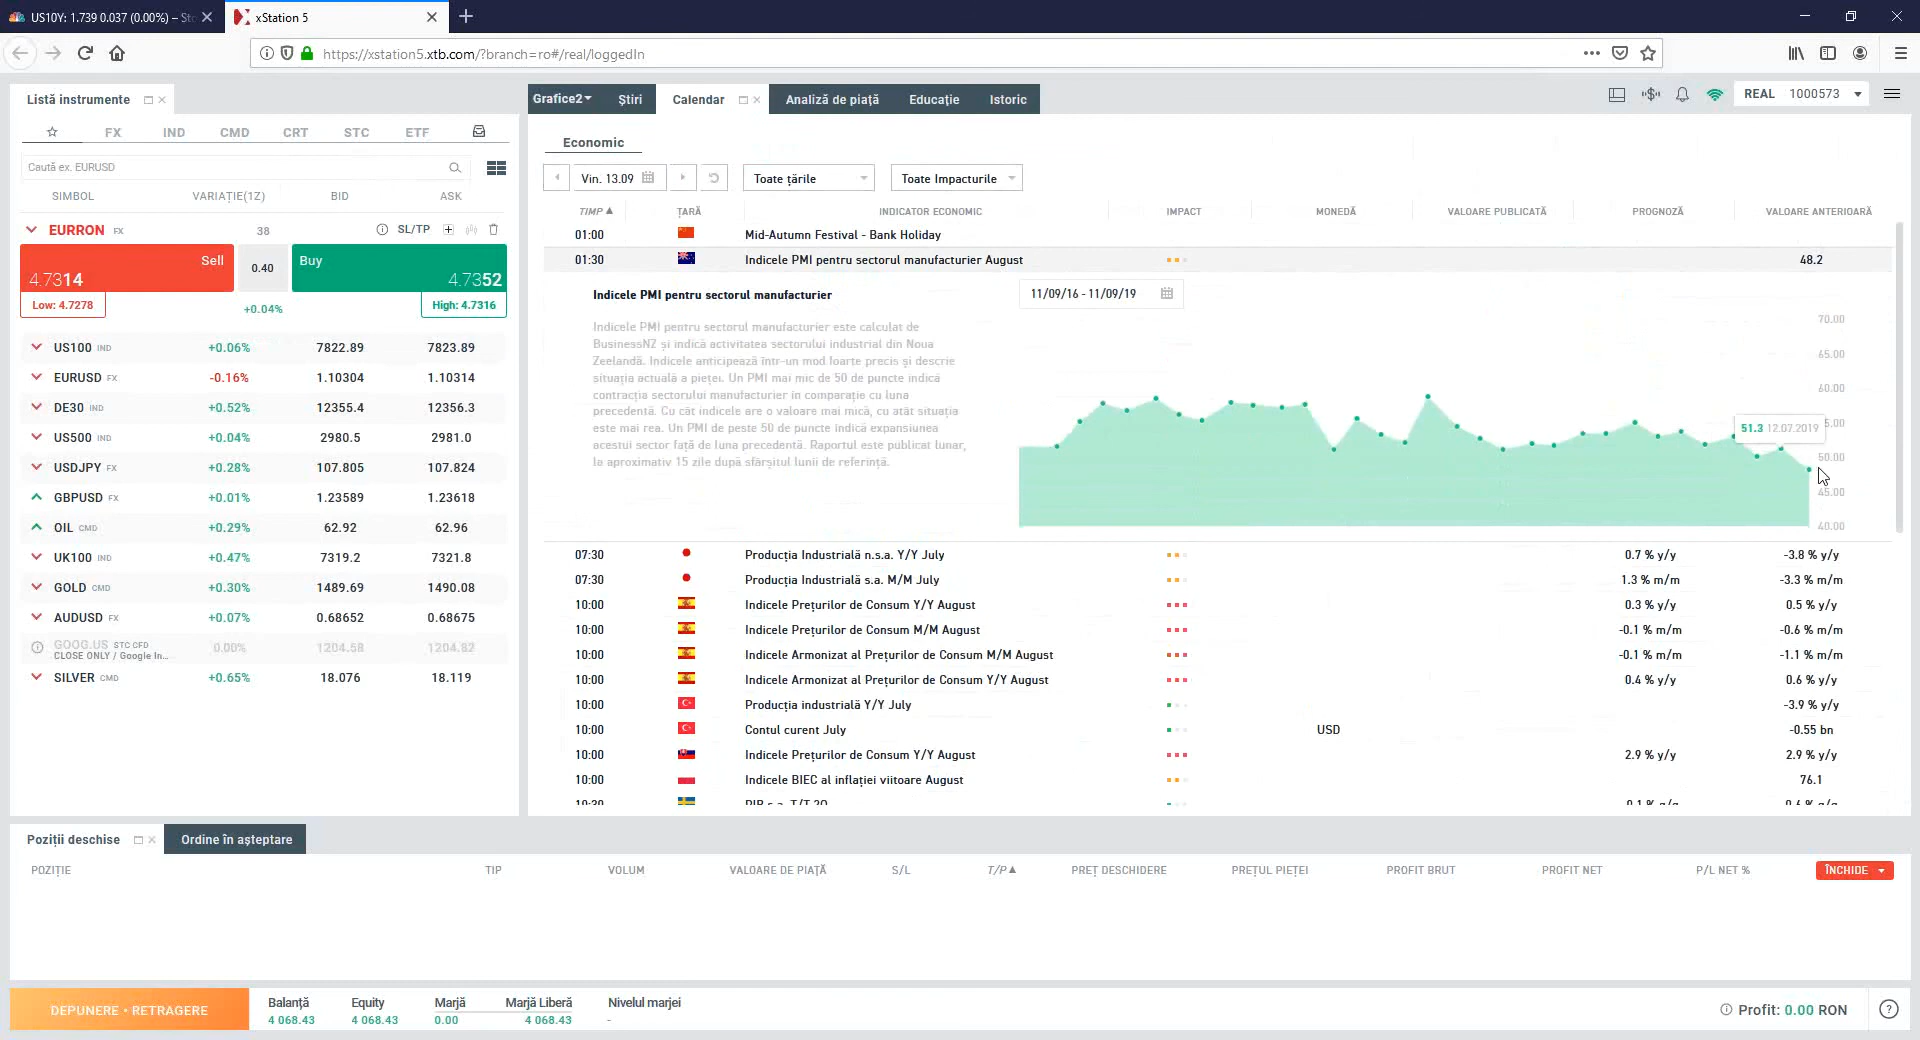 US10Y: 1.739 0.037 (0.00%) – St
xStation 5
https://xstation5.xtb.com/?branch=ro#/real/loggedIn
Listă instrumente
Grafice2
Știri
Calendar
Analiză de piață
Educație
Istoric
REAL 1000573
FX
IND
CMD
CRT
STC
ETF
Caută ex. EURUSD
SIMBOL
VARIAȚIE(1Z)
BID
ASK
EURRON FX
38
SL/TP
Sell
4.7314
0.40
Buy
4.7352
Low: 4.7278
+0.04%
High: 4.7316
US100 IND +0.06% 7822.89 7823.89
EURUSD FX -0.16% 1.10304 1.10314
DE30 IND +0.52% 12355.4 12356.3
US500 IND +0.04% 2980.5 2981.0
USDJPY FX +0.28% 107.805 107.824
GBPUSD FX +0.01% 1.23589 1.23618
OIL CMD +0.29% 62.92 62.96
UK100 IND +0.47% 7319.2 7321.8
GOLD CMD +0.30% 1489.69 1490.08
AUDUSD FX +0.07% 0.68652 0.68675
GOOG.US STC CFD 0.00% 1204.58 1204.82
CLOSE ONLY / Google In...
SILVER CMD +0.65% 18.076 18.119
Economic
Vin. 13.09
Toate țările
Toate Impacturile
TIMP ▲ ȚARĂ INDICATOR ECONOMIC IMPACT MONEDĂ VALOARE PUBLICATĂ PROGNOZĂ VALOARE ANTERIOARĂ
01:00 Mid-Autumn Festival - Bank Holiday
01:30 Indicele PMI pentru sectorul manufacturier August 48.2
Indicele PMI pentru sectorul manufacturier
11/09/16 - 11/09/19
Indicele PMI pentru sectorul manufacturier este calculat de
BusinessNZ și indică activitatea sectorului industrial din Noua
Zeelandă. Indicele anticipează într-un mod foarte precis și descrie
situația actuală a pieței. Un PMI mai mic de 50 de puncte indică
contracția sectorului manufacturier în comparație cu luna
precedentă. Cu cât indicele are o valoare mai mică, cu atât situația
este mai rea. Un PMI de peste 50 de puncte indică expansiunea
acestui sector față de luna precedentă. Raportul este publicat lunar,
la aproximativ 15 zile după sfârșitul lunii de referință.
70.00
65.00
60.00
51.3 12.07.2019
5.00
50.00
45.00
40.00
07:30 Producția Industrială n.s.a. Y/Y July 0.7 % y/y -3.8 % y/y
07:30 Producția Industrială s.a. M/M July 1.3 % m/m -3.3 % m/m
10:00 Indicele Prețurilor de Consum Y/Y August 0.3 % y/y 0.5 % y/y
10:00 Indicele Prețurilor de Consum M/M August -0.1 % m/m -0.6 % m/m
10:00 Indicele Armonizat al Prețurilor de Consum M/M August -0.1 % m/m -1.1 % m/m
10:00 Indicele Armonizat al Prețurilor de Consum Y/Y August 0.4 % y/y 0.6 % y/y
10:00 Producția industrială Y/Y July -3.9 % y/y
10:00 Contul curent July USD -0.55 bn
10:00 Indicele Prețurilor de Consum Y/Y August 2.9 % y/y 2.9 % y/y
10:00 Indicele BIEC al inflației viitoare August 76.1
Poziții deschise
Ordine în așteptare
POZIȚIE TIP VOLUM VALOARE DE PIAȚĂ S/L T/P ▲ PREȚ DESCHIDERE PREȚUL PIEȚEI PROFIT BRUT PROFIT NET P/L NET % ÎNCHIDE
DEPUNERE • RETRAGERE
Balanță Equity Marjă Marjă Liberă Nivelul marjei
4 068.43 4 068.43 0.00 4 068.43 -
Profit: 0.00 RON
?